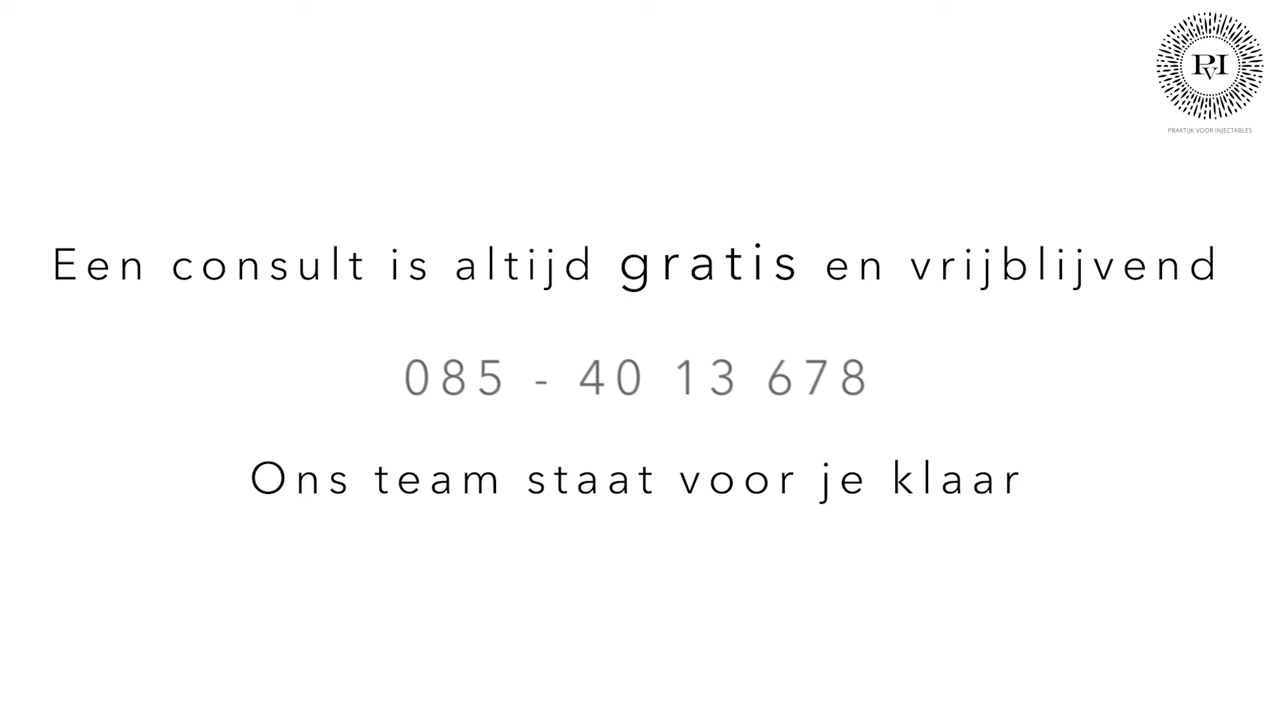 PVI
PRAKTIJK VOOR INJECTABLES
Een consult is altijd gratis en vrijblijvend
085 - 40 13 678
Ons team staat voor je klaar